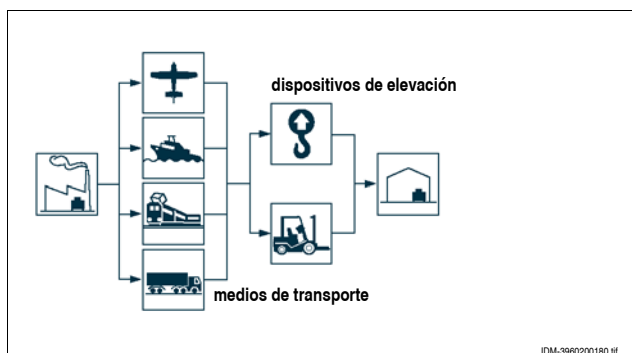 dispositivos de elevación
medios de transporte
IDM-3960200180.tif